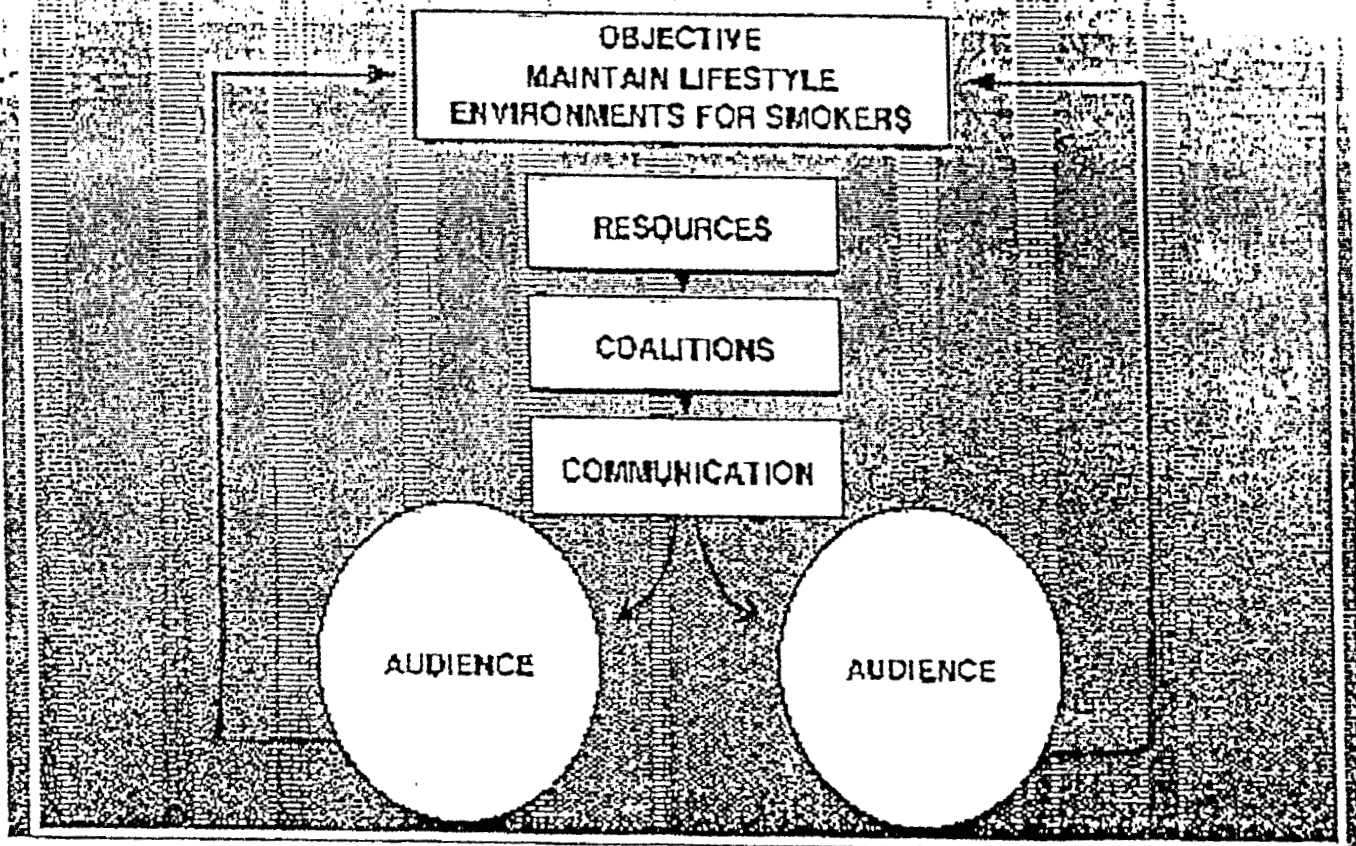 OBJECTIVE
MAINTAIN LIFESTYLE
ENVIRONMENTS FOR SMOKERS
RESOURCES
COALITIONS
COMMUNICATION
AUDIENCE
AUDIENCE